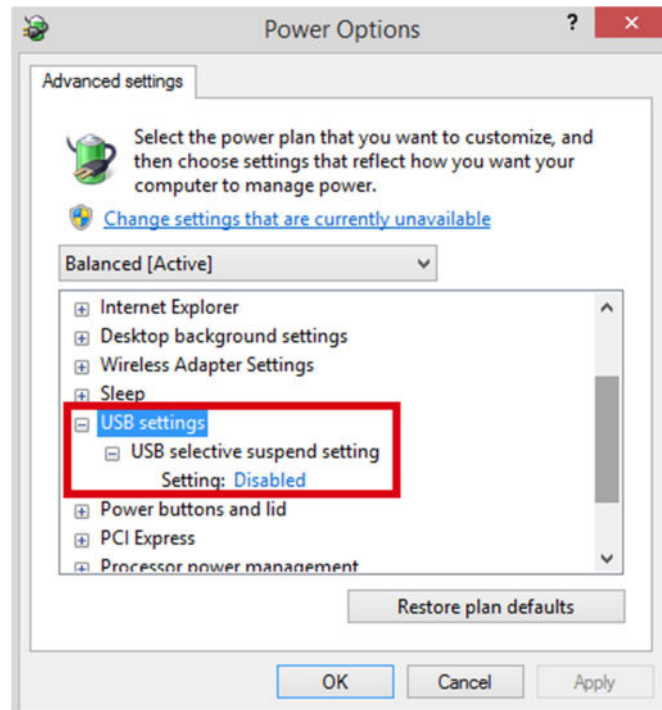 Power Options
?
×
Advanced settings
Select the power plan that you want to customize, and
then choose settings that reflect how you want your
computer to manage power.
Change settings that are currently unavailable
Balanced [Active]
Internet Explorer
Desktop background settings
Wireless Adapter Settings
Sleep
USB settings
USB selective suspend setting
Setting: Disabled
Power buttons and lid
PCI Express
Processor power management
Restore plan defaults
OK
Cancel
Apply